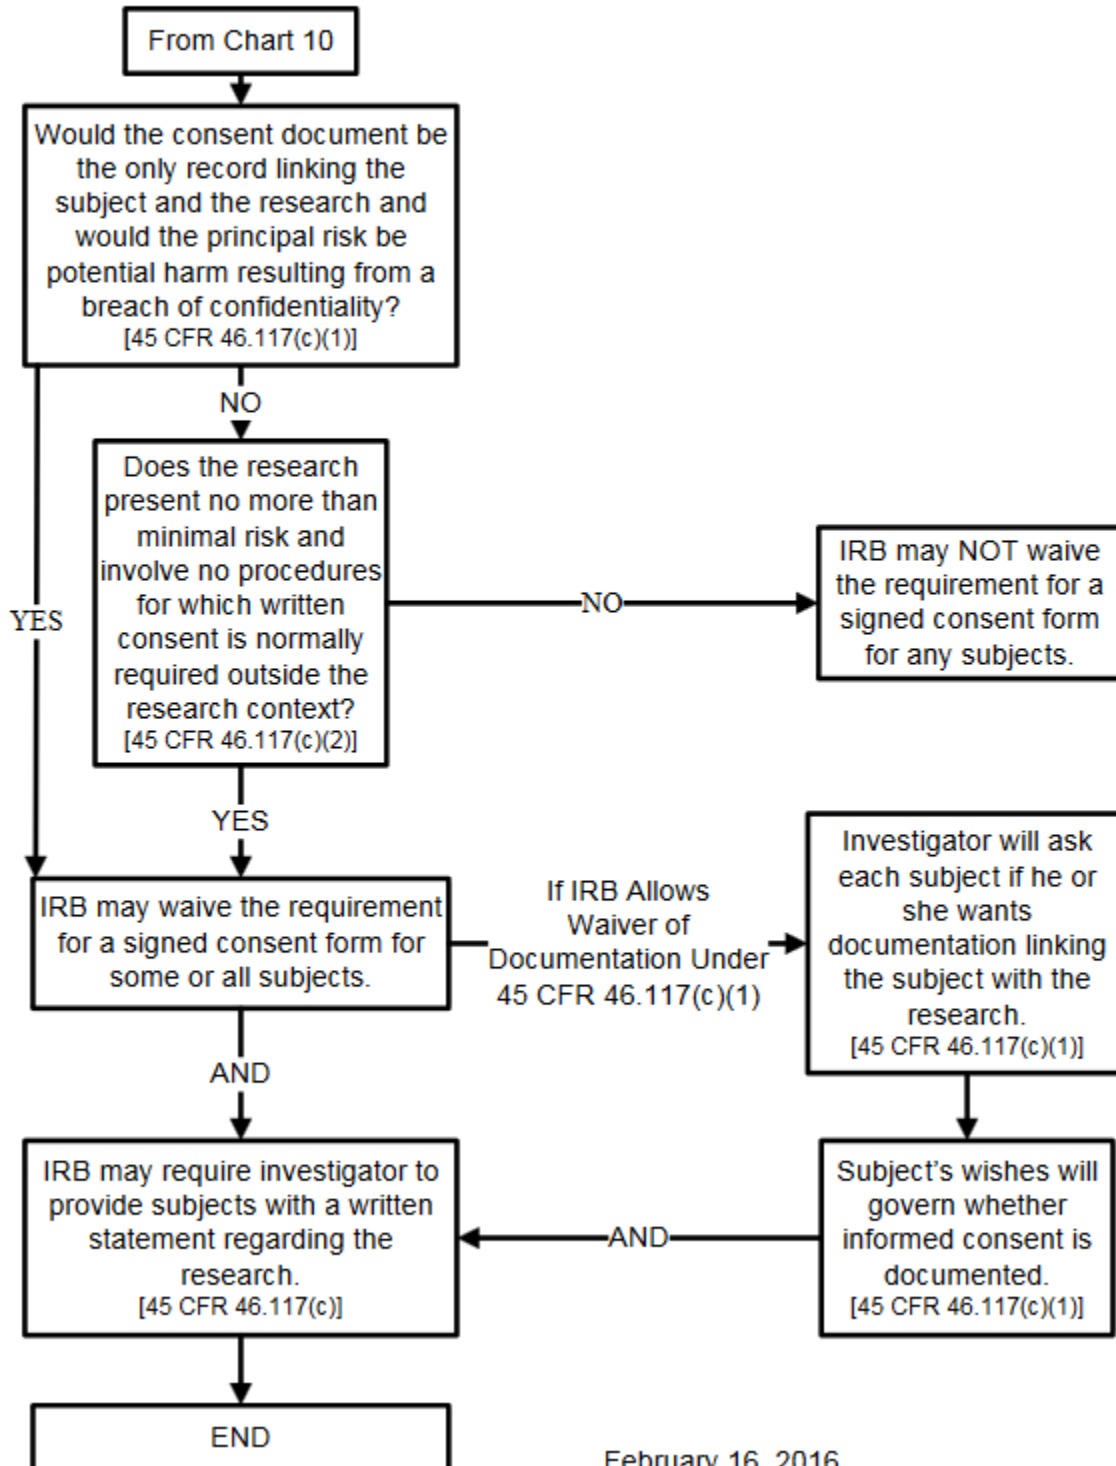 From Chart 10
Would the consent document be
the only record linking the
subject and the research and
would the principal risk be
potential harm resulting from a
breach of confidentiality?
[45 CFR 46.117(c)(1)]
NO
Does the research
present no more than
minimal risk and
involve no procedures
for which written
consent is normally
required outside the
research context?
[45 CFR 46.117(c)(2)]
NO
IRB may NOT waive
the requirement for a
signed consent form
for any subjects.
YES
YES
IRB may waive the requirement
for a signed consent form for
some or all subjects.
If IRB Allows
Waiver of
Documentation Under
45 CFR 46.117(c)(1)
Investigator will ask
each subject if he or
she wants
documentation linking
the subject with the
research.
[45 CFR 46.117(c)(1)]
AND
IRB may require investigator to
provide subjects with a written
statement regarding the
research.
[45 CFR 46.117(c)]
AND
Subject's wishes will
govern whether
informed consent is
documented.
[45 CFR 46.117(c)(1)]
END
February 16, 2016